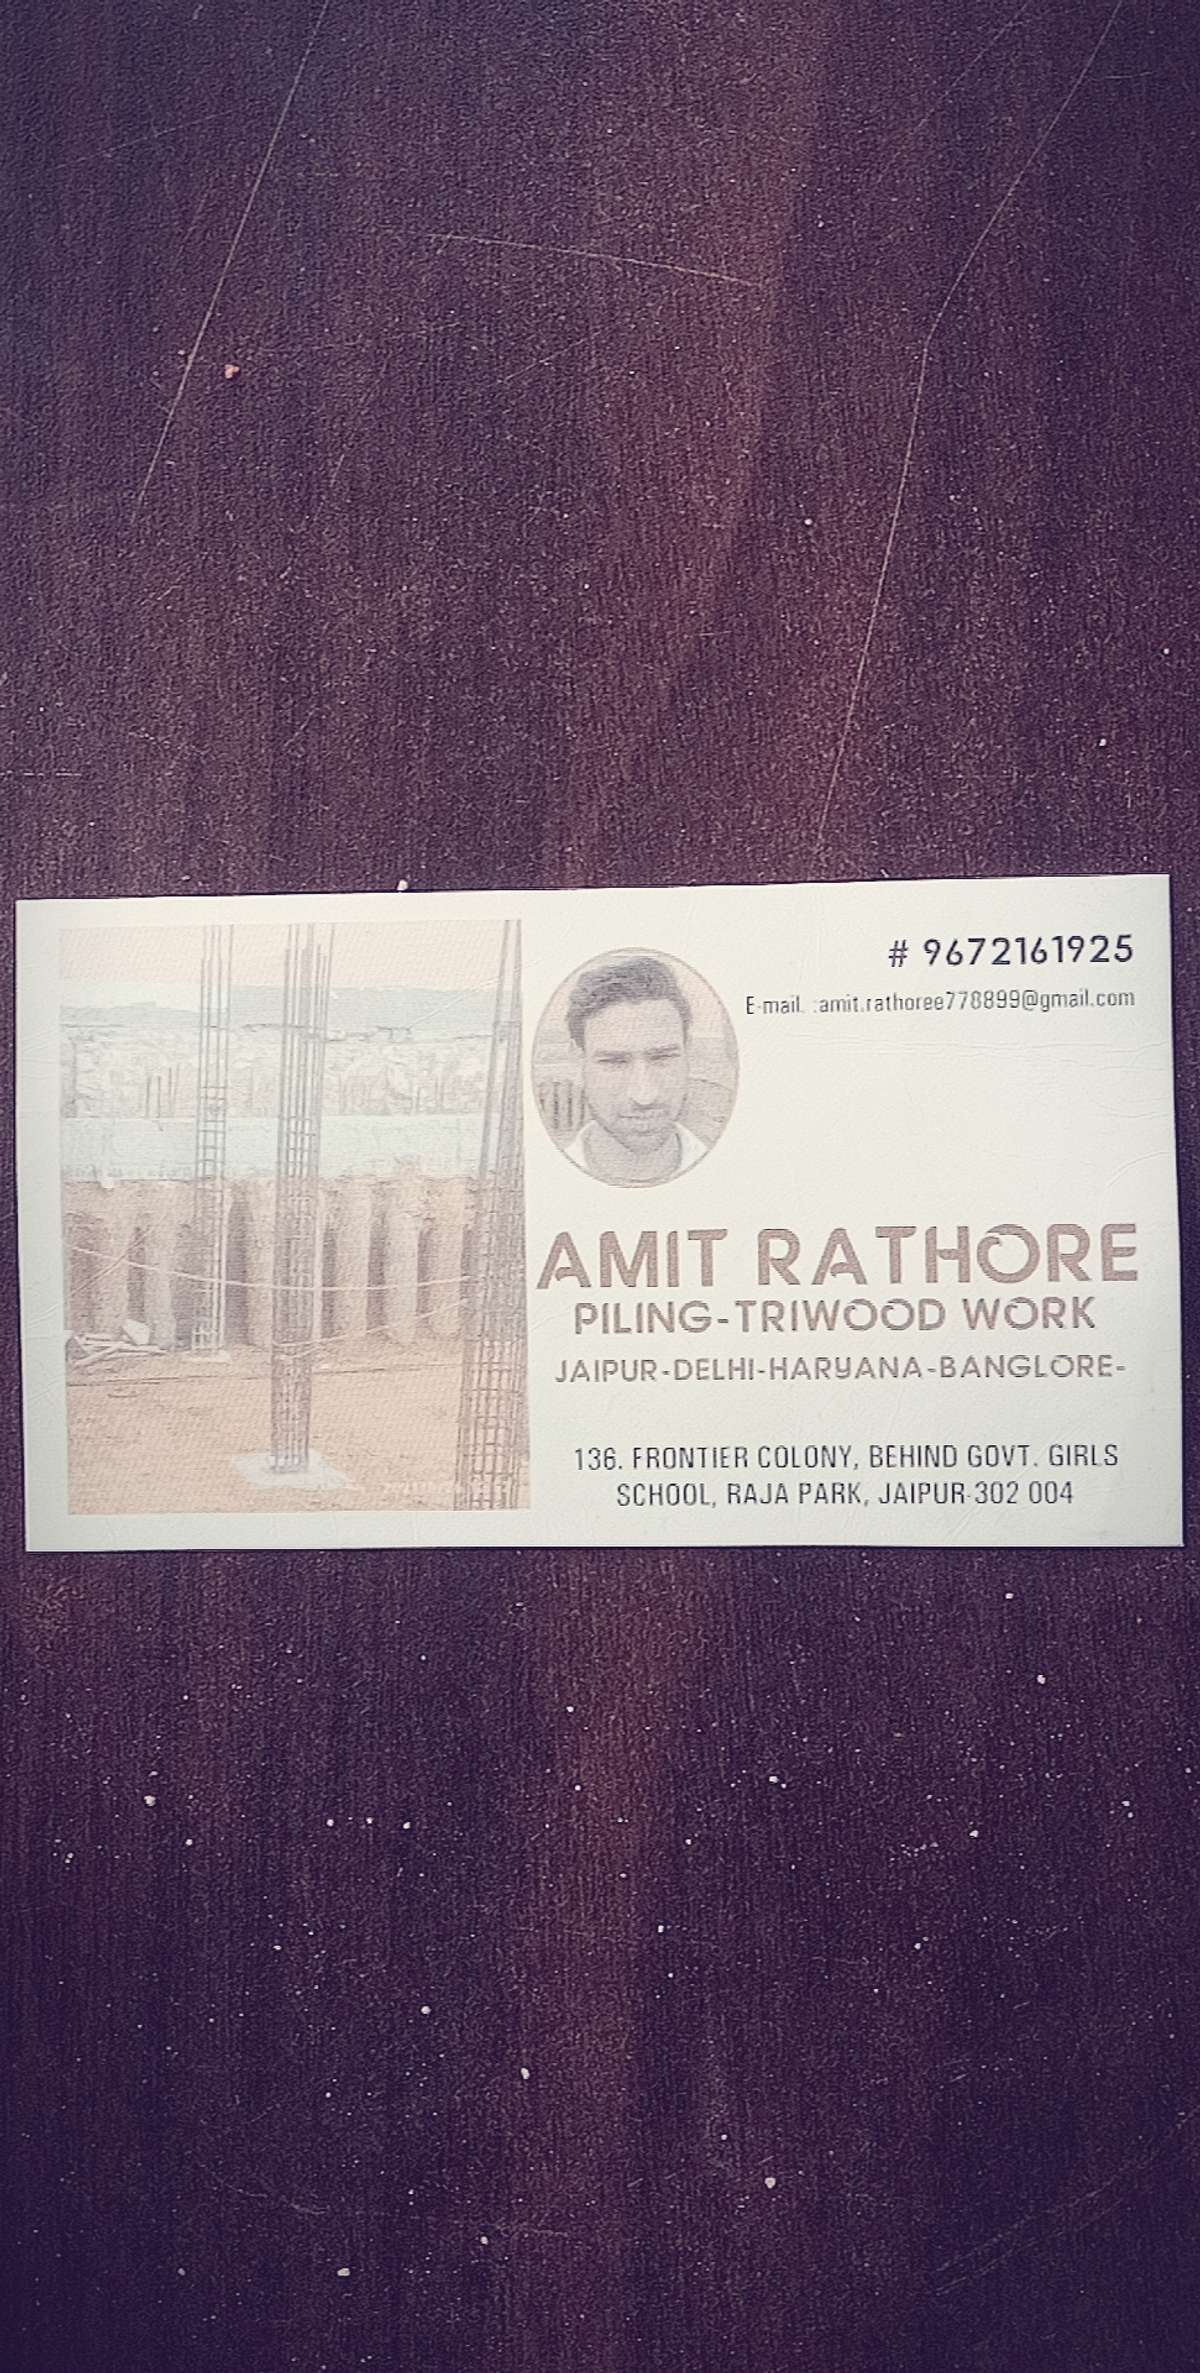 # 9672161925
E-mail. :amit.rathoree778899@gmail.com
AMIT RATHORE
PILING-TRIWOOD WORK
JAIPUR-DELHI-HARYANA-BANGLORE-
136. FRONTIER COLONY, BEHIND GOVT. GIRLS
SCHOOL, RAJA PARK, JAIPUR-302 004